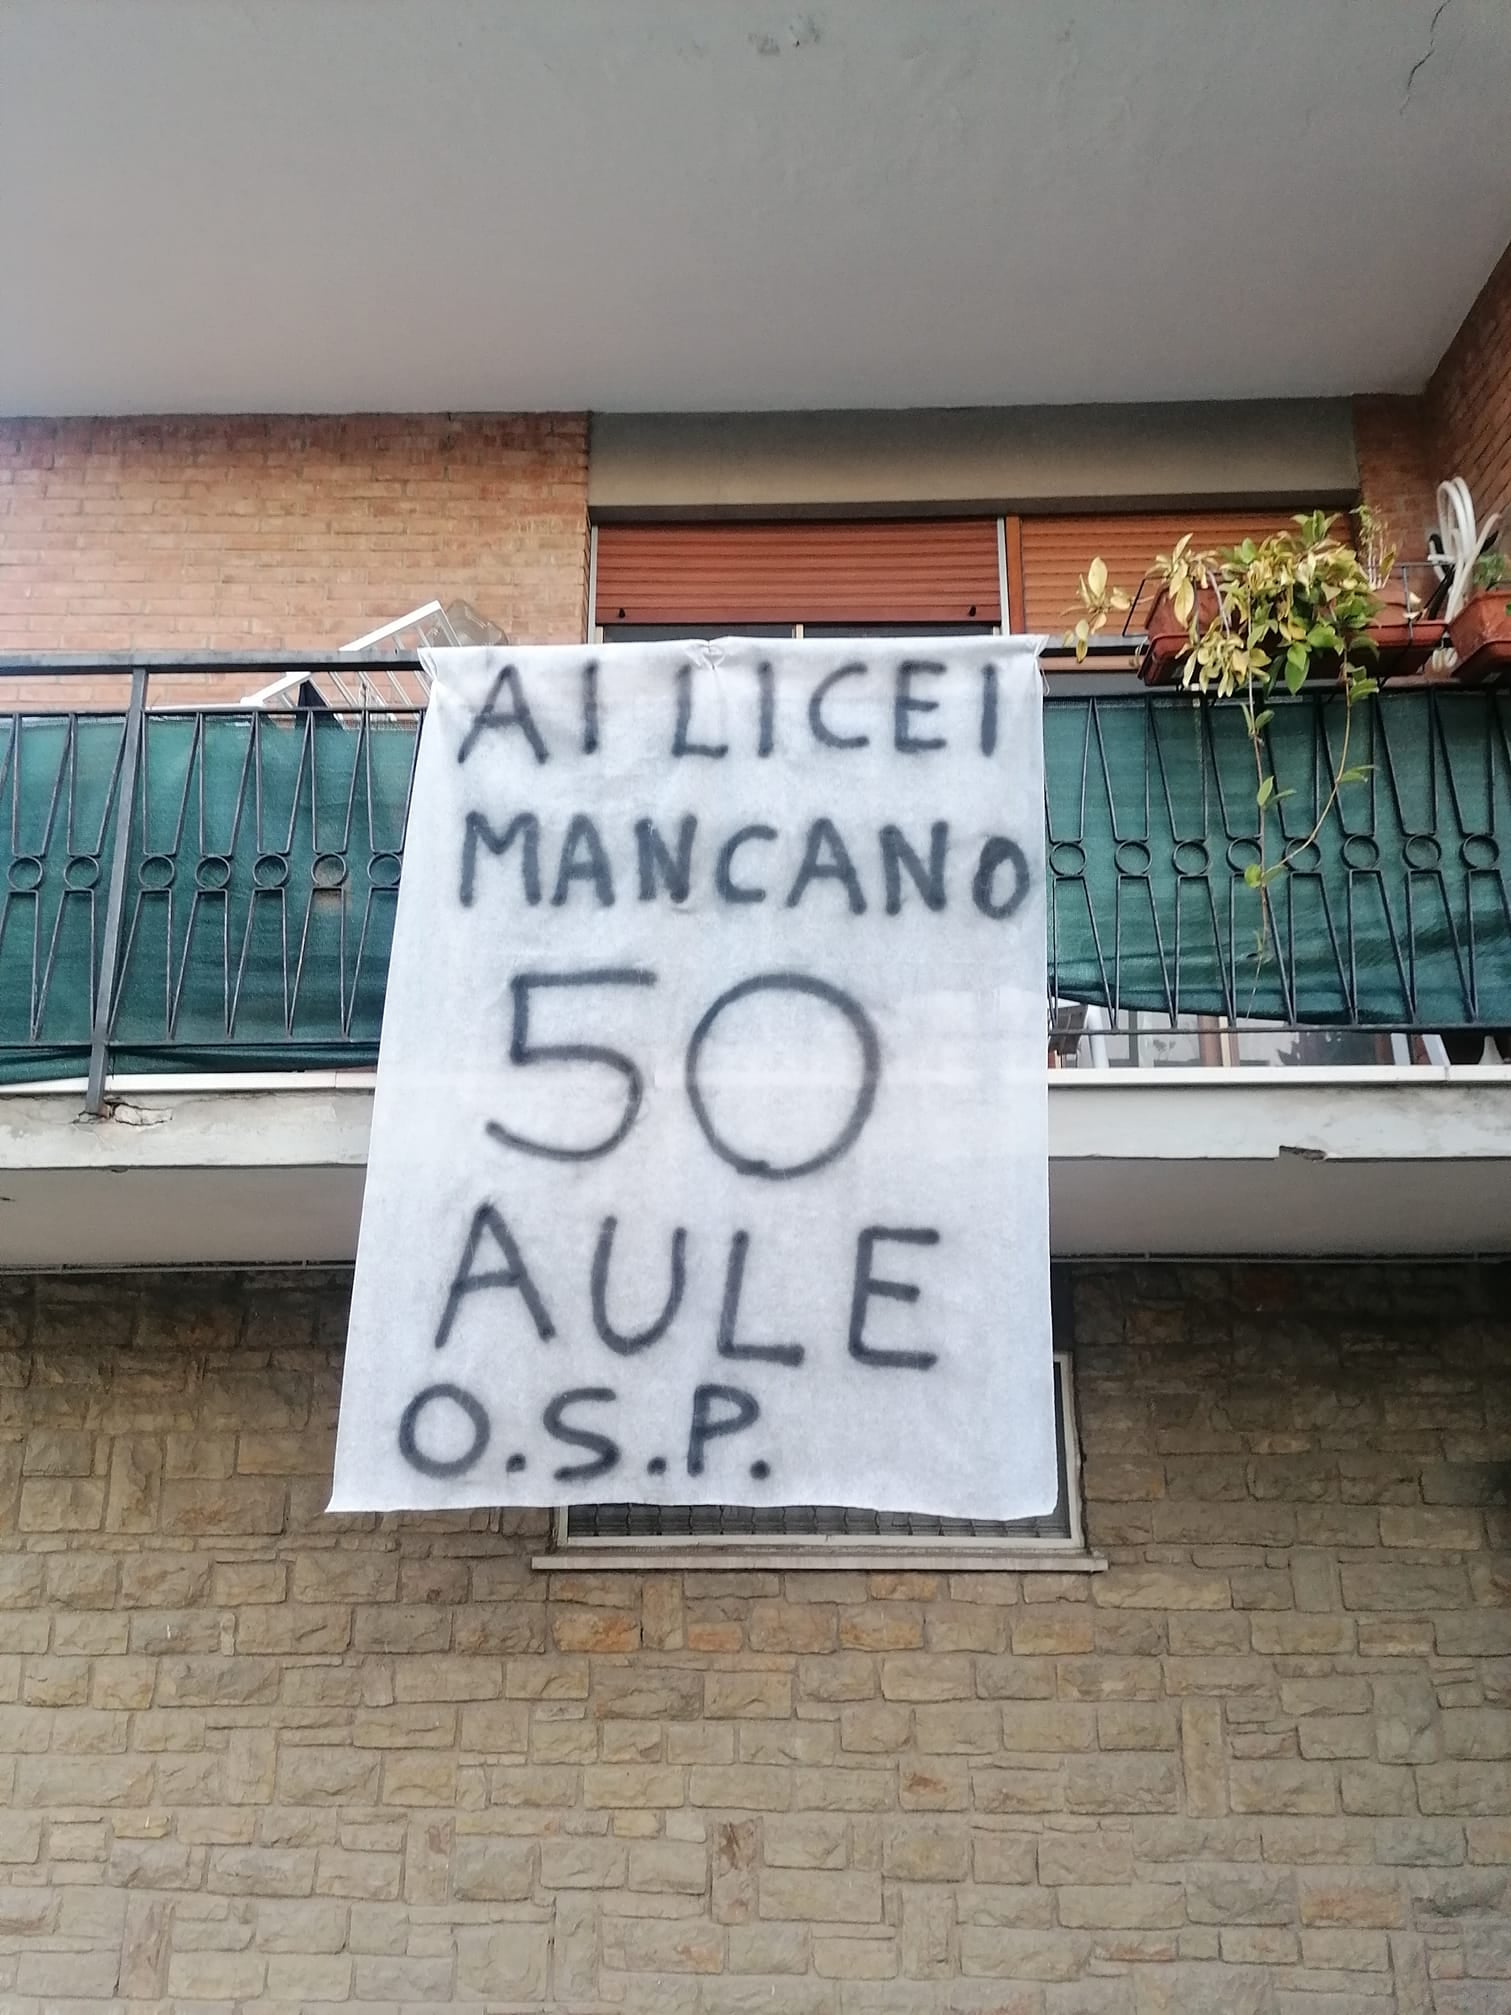 AI LICEI
MANCANO
50
AULE
O.S.P.